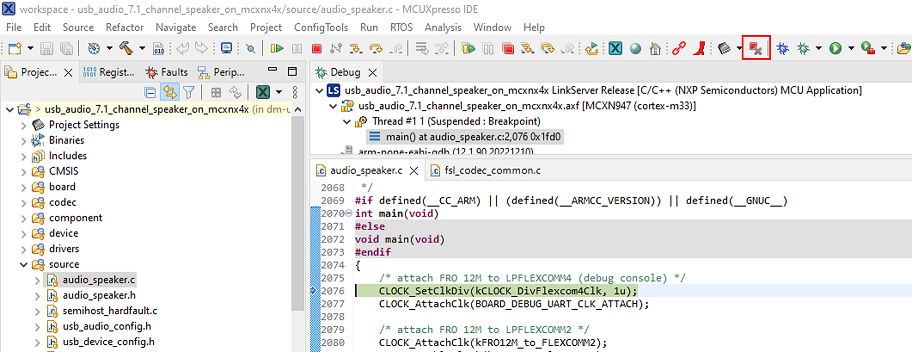 workspace - usb_audio_7.1_channel_speaker_on_mcxnx4x/source/audio_speaker.c - MCUXpresso IDE
File Edit Source Refactor Navigate Search Project ConfigTools Run RTOS Analysis Window Help
Projec... Registe... Faults Periph...
usb_audio_7.1_channel_speaker_on_mcxnx4x (in dm-u
Project Settings
Binaries
Includes
CMSIS
board
codec
component
device
drivers
source
audio_speaker.c
audio_speaker.h
semihost_hardfault.c
usb_audio_config.h
usb_device_config.h
Debug
LS usb_audio_7.1_channel_speaker_on_mcxnx4x LinkServer Release [C/C++ (NXP Semiconductors) MCU Application]
usb_audio_7.1_channel_speaker_on_mcxnx4x.axf [MCXN947 (cortex-m33)]
Thread #1 1 (Suspended : Breakpoint)
main() at audio_speaker.c:2,076 0x1fd0
arm-none-eabi-gdb (12.1.90.20221210)
audio_speaker.c fsl_codec_common.c
2068 */
2069 #if defined(__CC_ARM) || (defined(__ARMCC_VERSION)) || defined(__GNUC__)
2070 int main(void)
2071 #else
2072 void main(void)
2073 #endif
2074 {
2075 /* attach FRO 12M to LPFLEXCOMM4 (debug console) */
2076 CLOCK_SetClkDiv(kCLOCK_DivFlexcom4Clk, 1u);
2077 CLOCK_AttachClk(BOARD_DEBUG_UART_CLK_ATTACH);
2078
2079 /* attach FRO 12M to LPFLEXCOMM2 */
2080 CLOCK_AttachClk(kFRO12M_to_FLEXCOMM2);